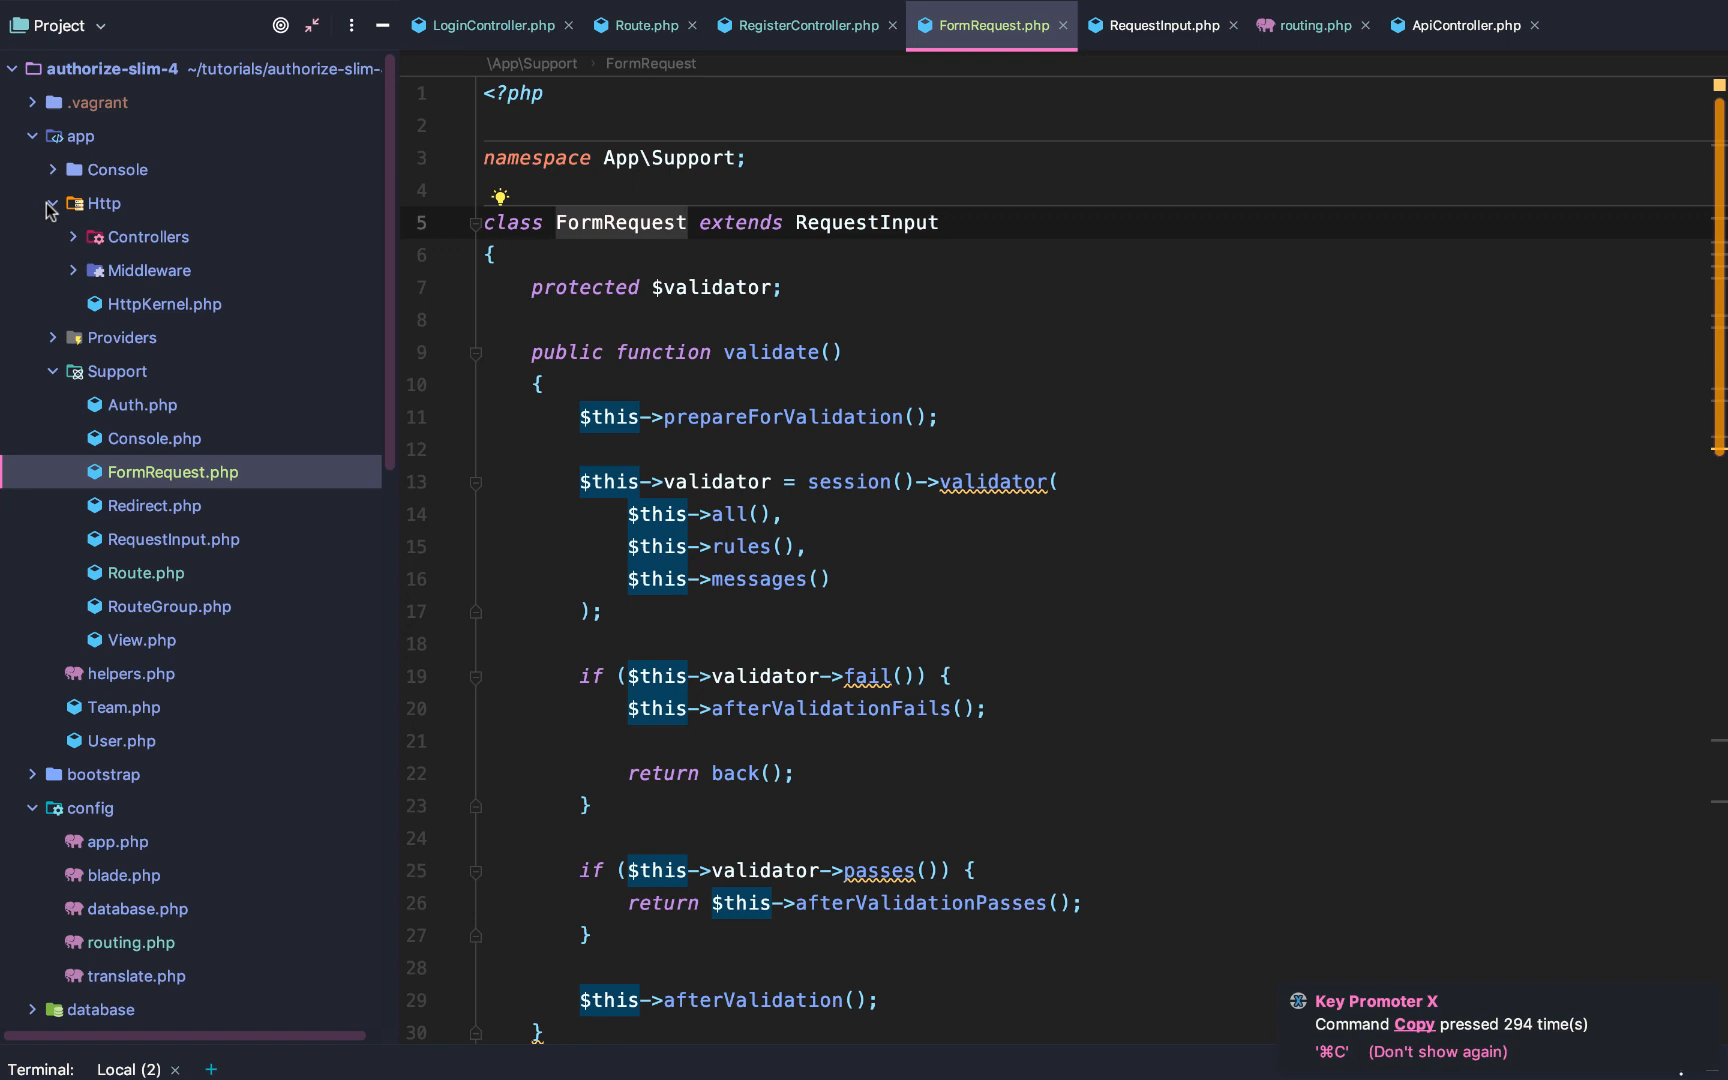 Project
LoginController.php
Route.php
RegisterController.php
FormRequest.php
RequestInput.php
routing.php
ApiController.php
authorize-slim-4 ~/tutorials/authorize-slim-
.vagrant
app
Console
Http
Controllers
Middleware
HttpKernel.php
Providers
Support
Auth.php
Console.php
FormRequest.php
Redirect.php
RequestInput.php
Route.php
RouteGroup.php
View.php
helpers.php
Team.php
User.php
bootstrap
config
app.php
blade.php
database.php
routing.php
translate.php
database
\App\Support › FormRequest
1 <?php
2
3 namespace App\Support;
4
5 class FormRequest extends RequestInput
6 {
7 protected $validator;
8
9 public function validate()
10 {
11 $this->prepareForValidation();
12
13 $this->validator = session()->validator(
14 $this->all(),
15 $this->rules(),
16 $this->messages()
17 );
18
19 if ($this->validator->fail()) {
20 $this->afterValidationFails();
21
22 return back();
23 }
24
25 if ($this->validator->passes()) {
26 return $this->afterValidationPasses();
27 }
28
29 $this->afterValidation();
30 }
Key Promoter X
Command Copy pressed 294 time(s)
'⌘C' (Don't show again)
Terminal: Local (2) × +